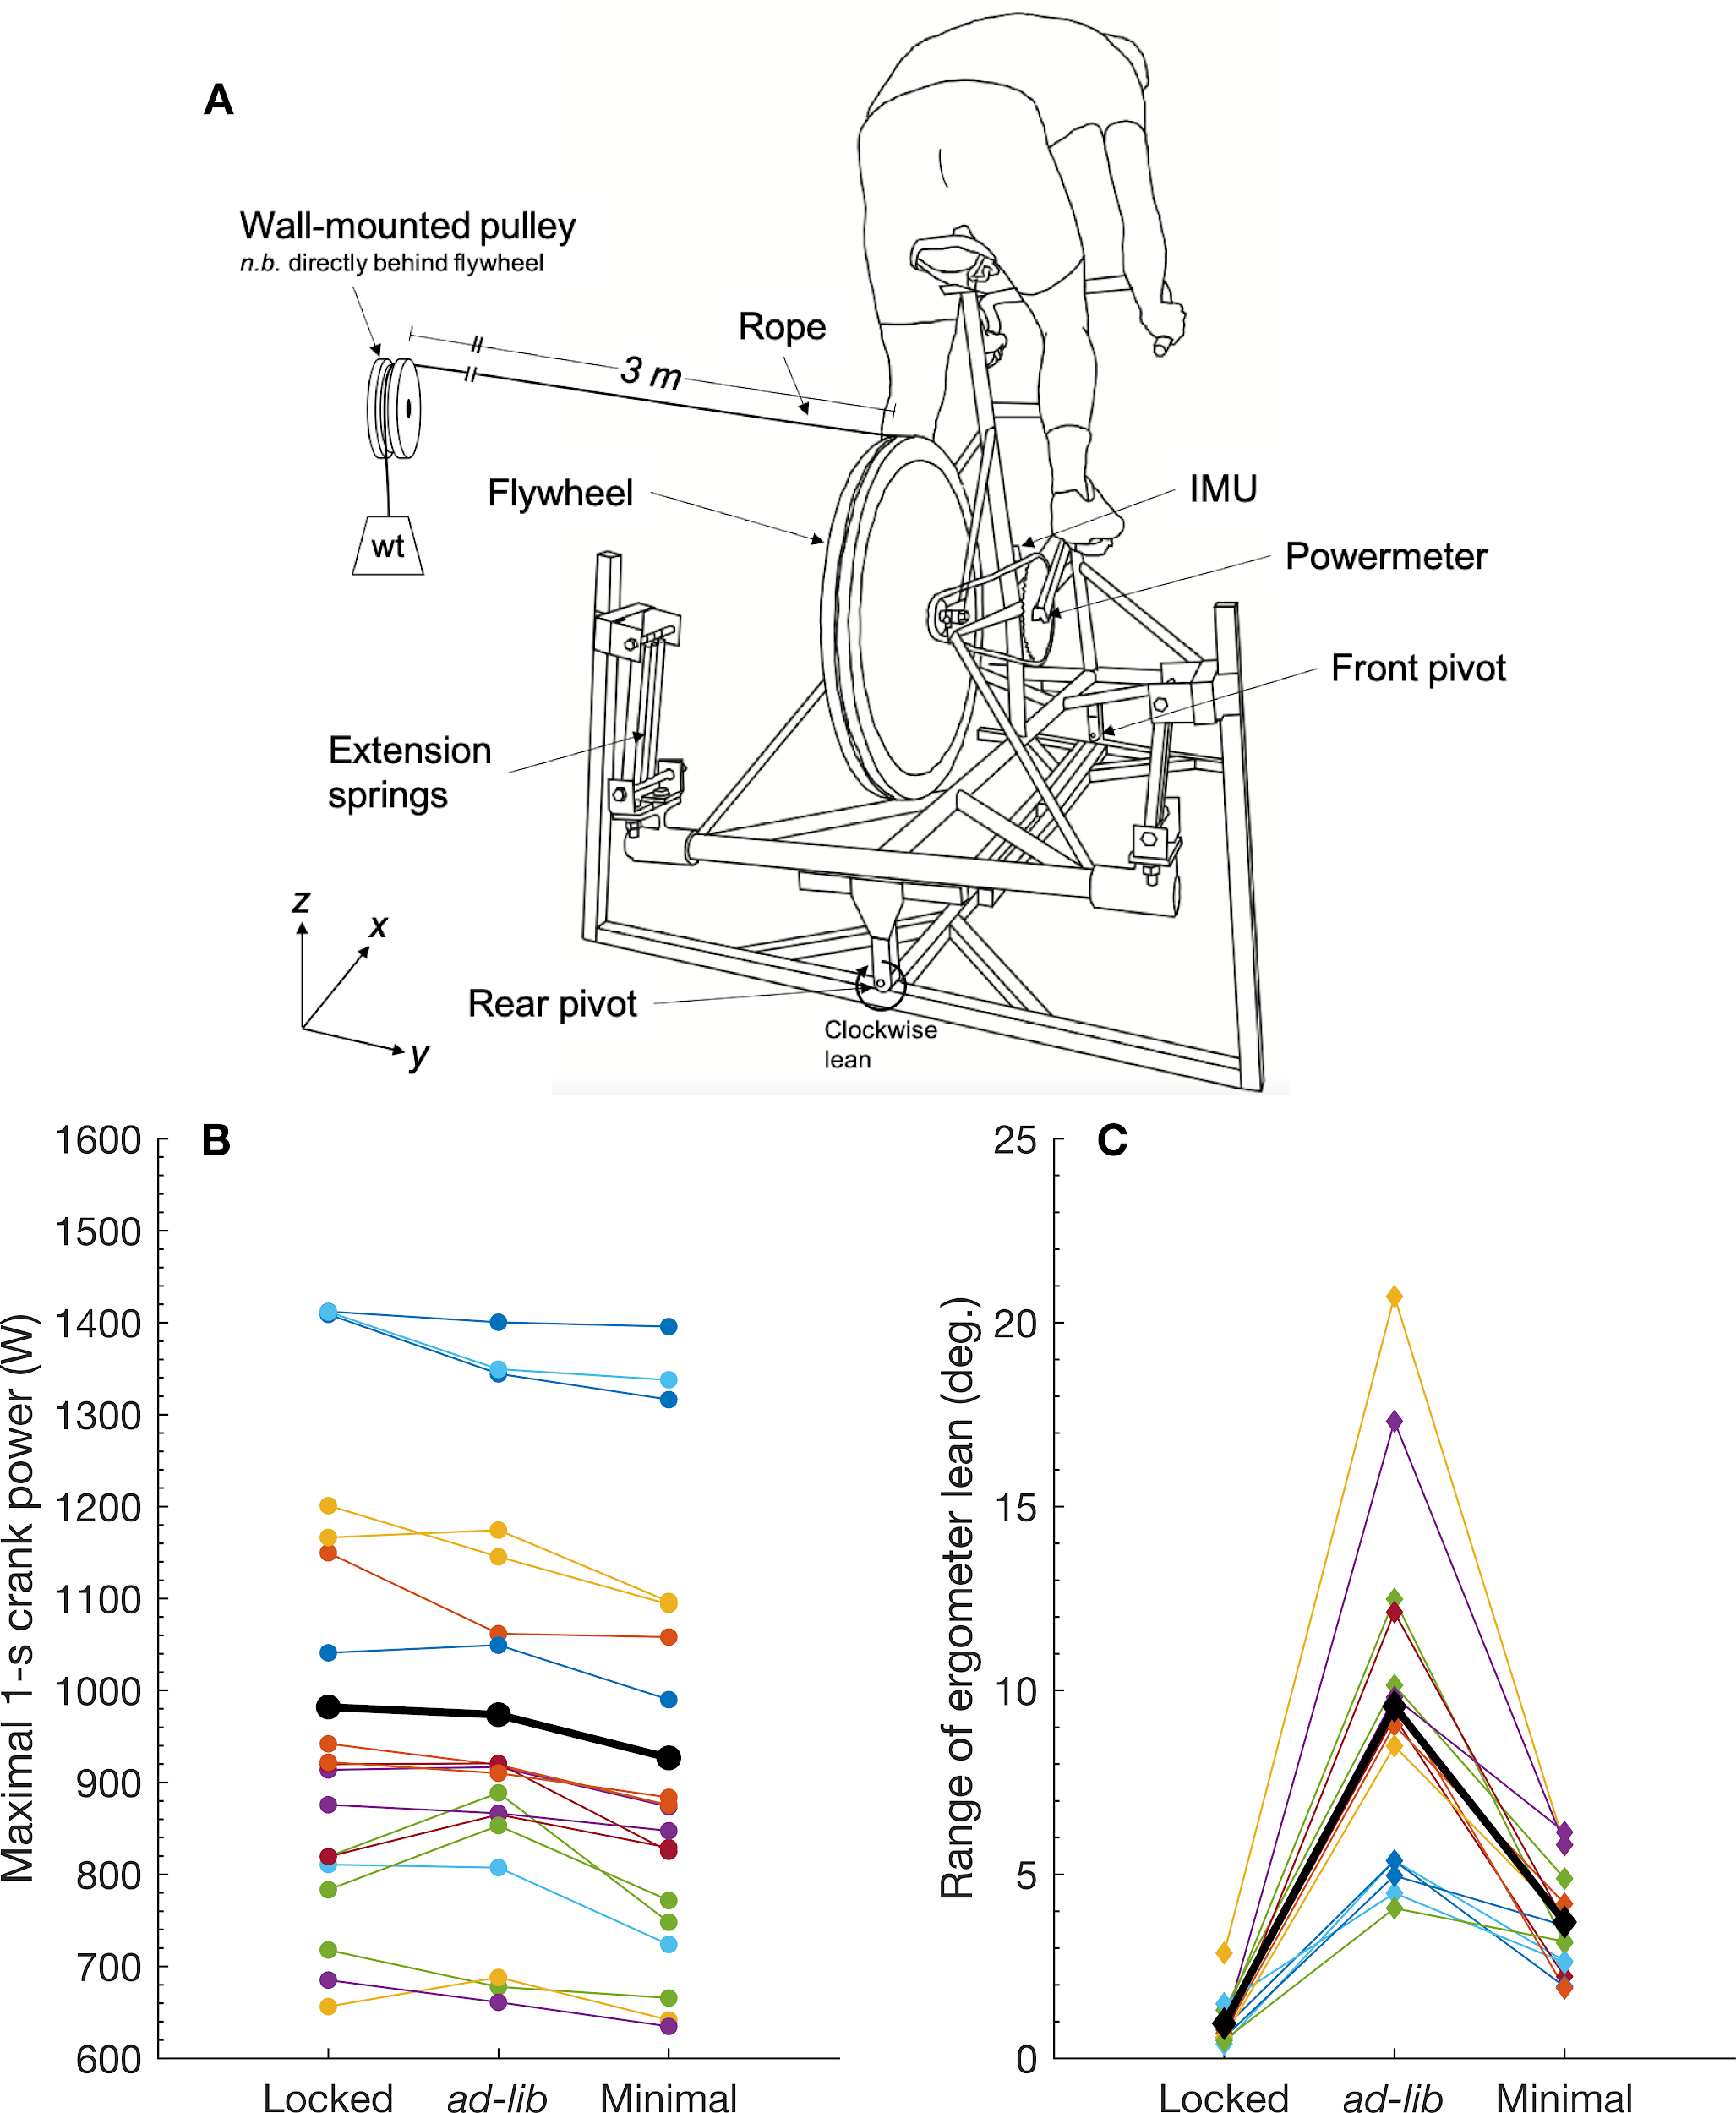 A
Wall-mounted pulley
n.b. directly behind flywheel
Rope
3 m
Flywheel
IMU
wt
Powermeter
Front pivot
Extension
springs
z
x
y
Rear pivot
Clockwise
lean
B
1600
1500
1400
1300
1200
1100
1000
900
800
700
600
Maximal 1-s crank power (W)
Locked
ad-lib
Minimal
C
25
20
15
10
5
0
Range of ergometer lean (deg.)
Locked
ad-lib
Minimal